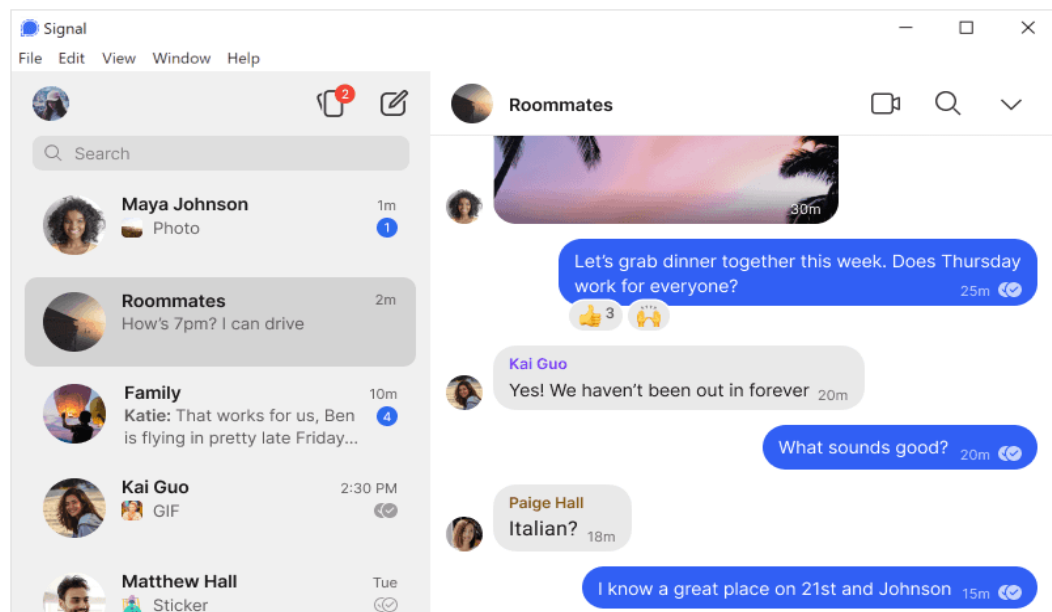 Signal
File Edit View Window Help
2
Search
Maya Johnson 1m
Photo 1
Roommates 2m
How's 7pm? I can drive
Family 10m
Katie: That works for us, Ben 4
is flying in pretty late Friday...
Kai Guo 2:30 PM
GIF
Matthew Hall Tue
Sticker
Roommates
30m
Let’s grab dinner together this week. Does Thursday
work for everyone? 25m
3
Kai Guo
Yes! We haven’t been out in forever 20m
What sounds good? 20m
Paige Hall
Italian? 18m
I know a great place on 21st and Johnson 15m